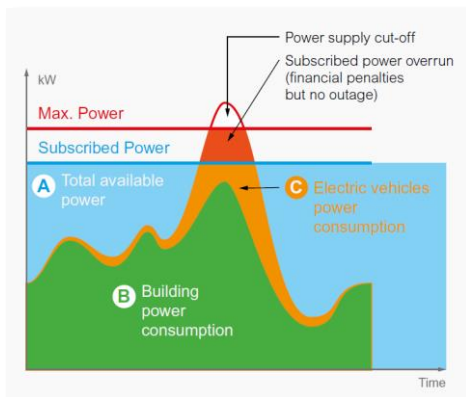 Power supply cut-off
Subscribed power overrun
(financial penalties
but no outage)
kW
Max. Power
Subscribed Power
A Total available
power
C Electric vehicles
power
consumption
B Building
power
consumption
Time